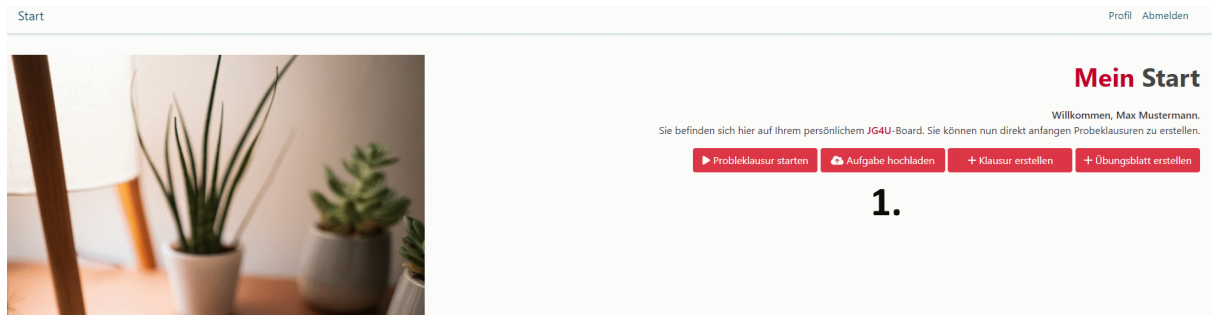 Start
Profil Abmelden
Mein Start
Willkommen, Max Mustermann.
Sie befinden sich hier auf Ihrem persönlichem JG4U-Board. Sie können nun direkt anfangen Probeklausuren zu erstellen.
Probleklausur starten Aufgabe hochladen + Klausur erstellen + Übungsblatt erstellen
1.